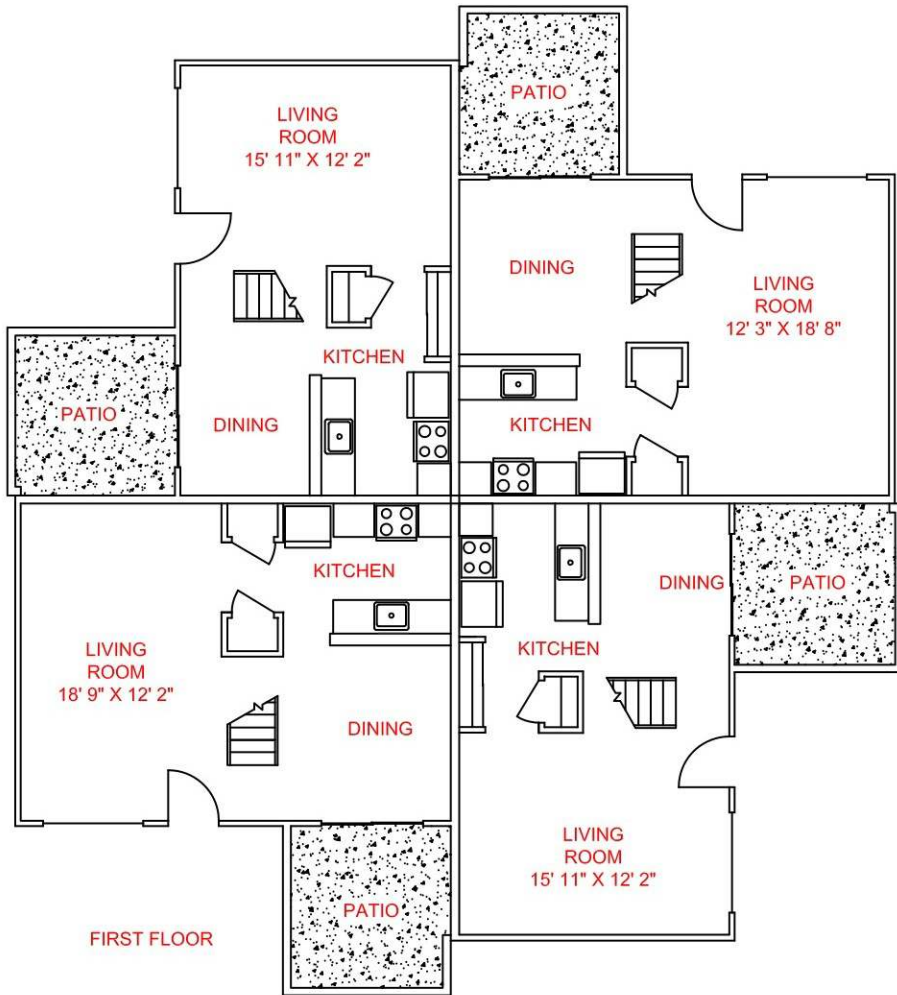 PATIO
LIVING
ROOM
15' 11" X 12' 2"
DINING
LIVING
ROOM
12' 3" X 18' 8"
KITCHEN
PATIO
DINING
KITCHEN
KITCHEN
DINING
PATIO
KITCHEN
LIVING
ROOM
18' 9" X 12' 2"
DINING
LIVING
ROOM
15' 11" X 12' 2"
PATIO
FIRST FLOOR